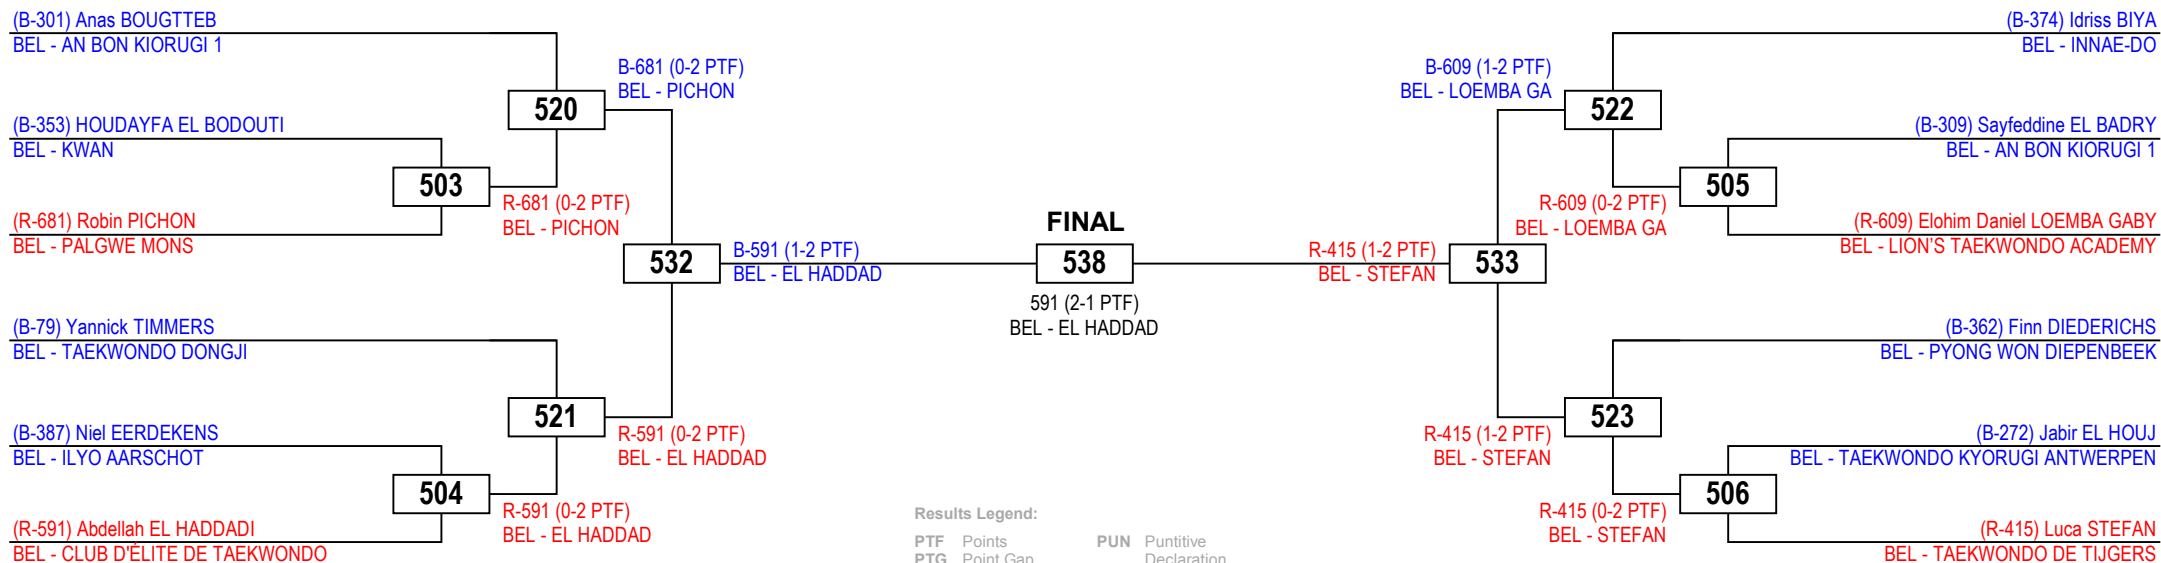 (B-301) Anas BOUGTTEB
BEL - AN BON KIORUGI 1
(B-353) HOUDAYFA EL BODOUTI
BEL - KWAN
(R-681) Robin PICHON
BEL - PALGWE MONS
(B-79) Yannick TIMMERS
BEL - TAEKWONDO DONGJI
(B-387) Niel EERDEKENS
BEL - ILYO AARSCHOT
(R-591) Abdellah EL HADDADI
BEL - CLUB D'ÉLITE DE TAEKWONDO
503
R-681 (0-2 PTF)
BEL - PICHON
504
R-591 (0-2 PTF)
BEL - EL HADDAD
520
B-681 (0-2 PTF)
BEL - PICHON
521
R-591 (0-2 PTF)
BEL - EL HADDAD
532
B-591 (1-2 PTF)
BEL - EL HADDAD
FINAL
538
591 (2-1 PTF)
BEL - EL HADDAD
R-415 (1-2 PTF)
BEL - STEFAN
533
B-609 (1-2 PTF)
BEL - LOEMBA GA
522
R-415 (1-2 PTF)
BEL - STEFAN
523
R-609 (0-2 PTF)
BEL - LOEMBA GA
505
R-415 (0-2 PTF)
BEL - STEFAN
506
(B-374) Idriss BIYA
BEL - INNAE-DO
(B-309) Sayfeddine EL BADRY
BEL - AN BON KIORUGI 1
(R-609) Elohim Daniel LOEMBA GABY
BEL - LION'S TAEKWONDO ACADEMY
(B-362) Finn DIEDERICHS
BEL - PYONG WON DIEPENBEEK
(B-272) Jabir EL HOUJ
BEL - TAEKWONDO KYORUGI ANTWERPEN
(R-415) Luca STEFAN
BEL - TAEKWONDO DE TIJGERS
Results Legend:
PTF Points
PTG Point Gap
PUN Puntitive
Declaration